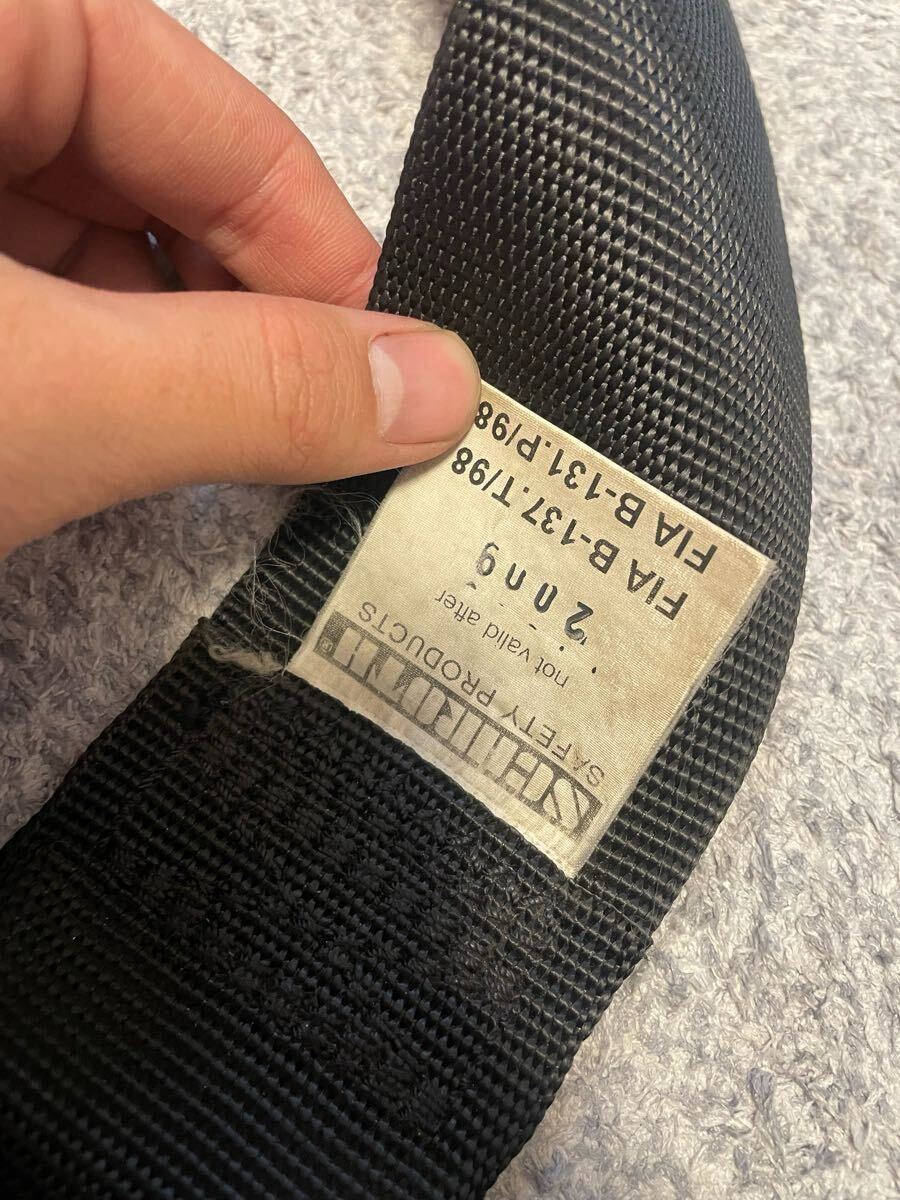 SCHROTH®
SAFETY PRODUCTS
not valid after
FIA B-137.T/98
FIA B-131.P/98